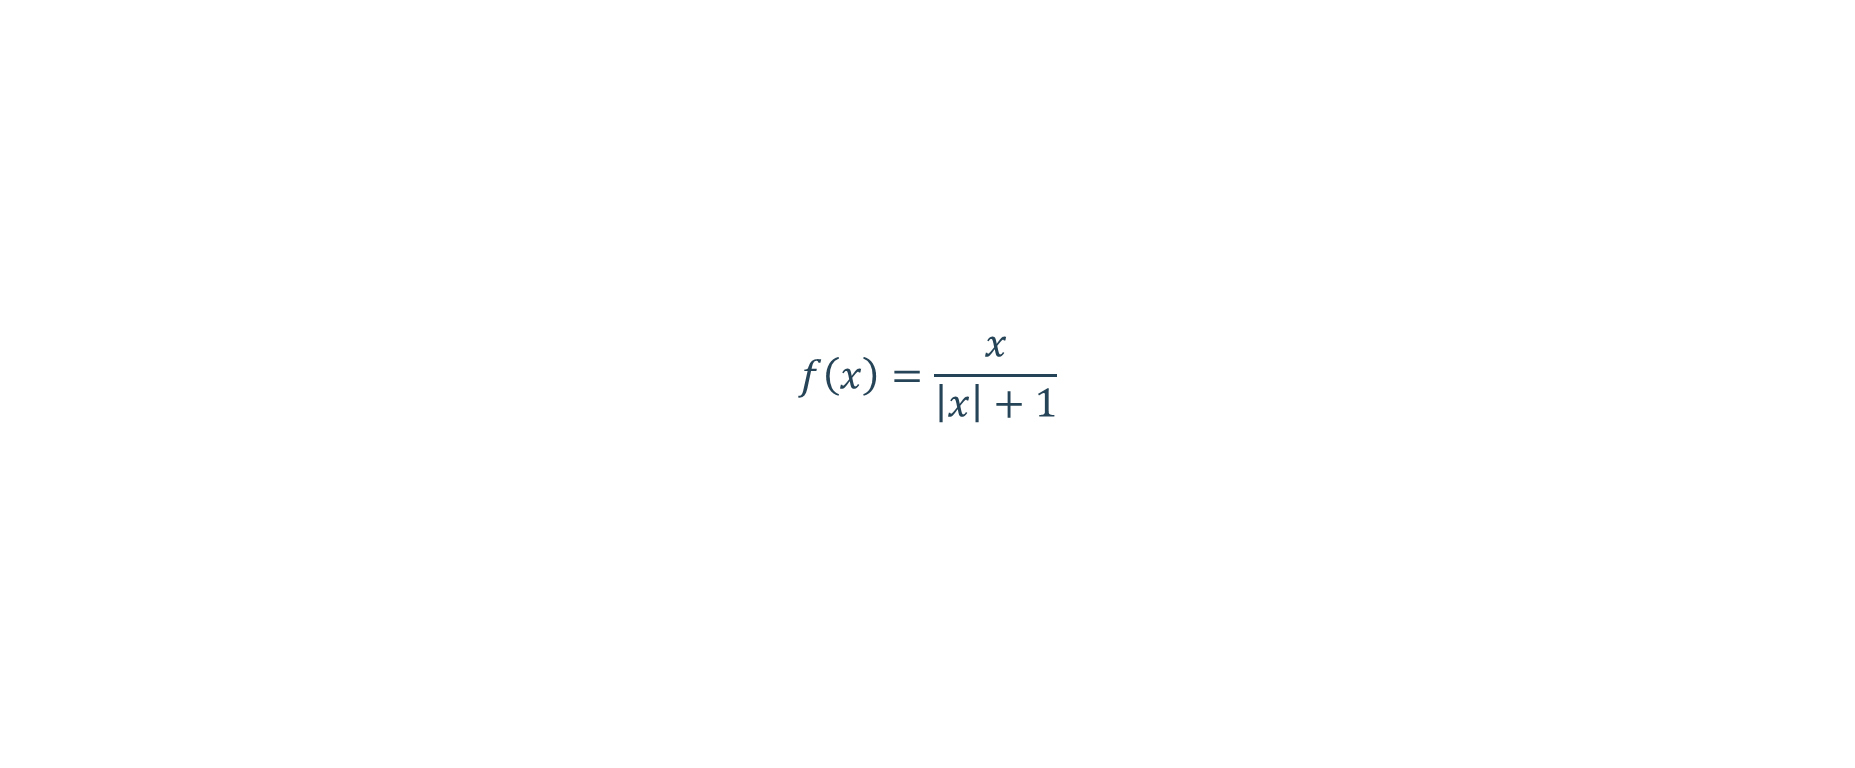 f(x) = x / (|x| + 1)